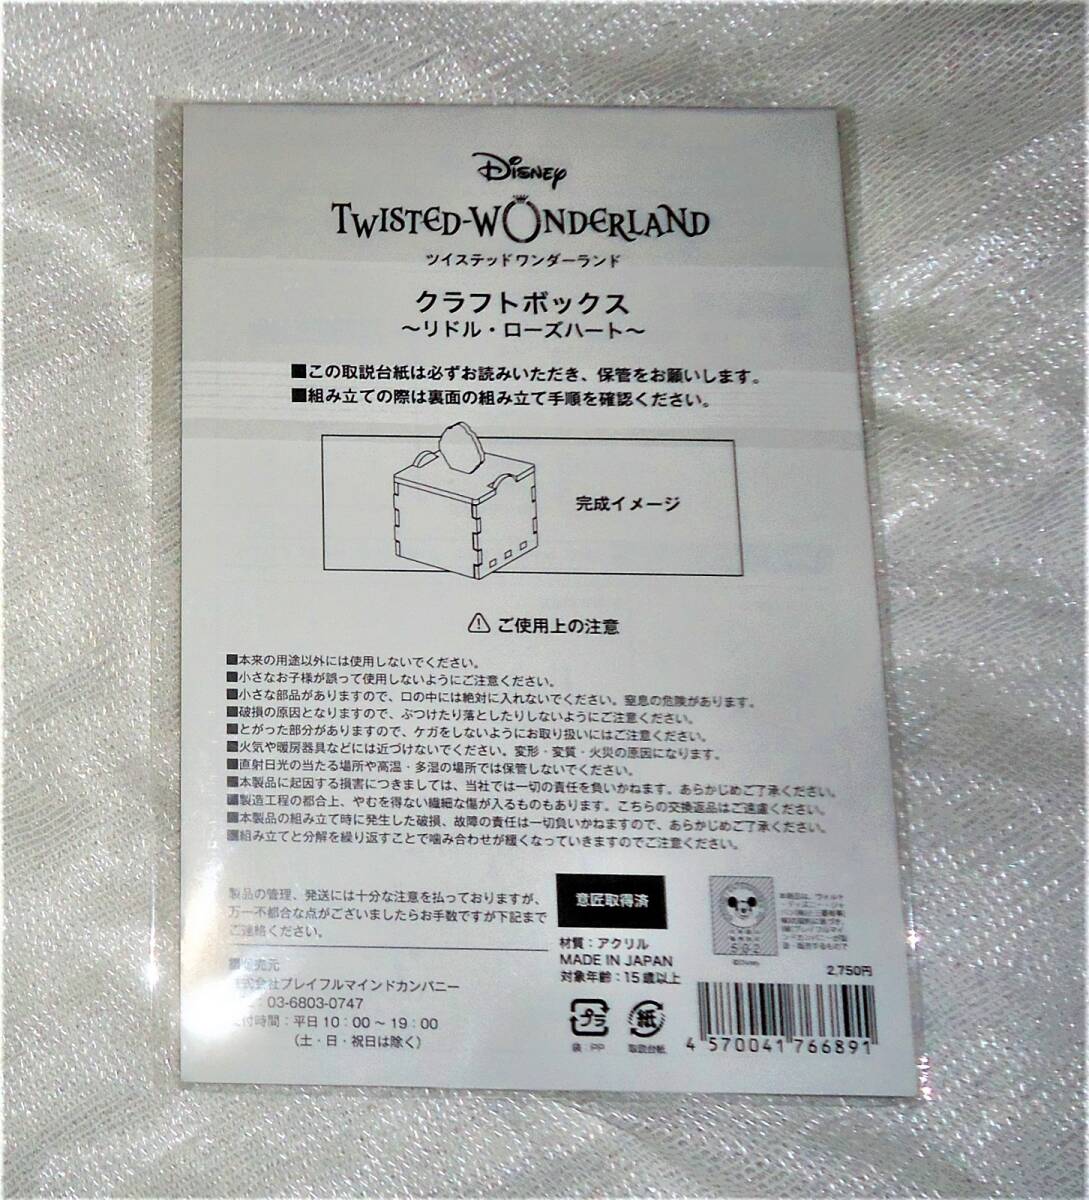 Disney
TWISTED-WONDERLAND
ツイステッドワンダーランド
クラフトボックス
～リドル・ローズハート～
■この取説台紙は必ずお読みいただき、保管をお願いします。
■組み立ての際は裏面の組み立て手順を確認ください。
完成イメージ
⚠ ご使用上の注意
■本来の用途以外には使用しないでください。
■小さなお子様が誤って使用しないようにご注意ください。
■小さな部品がありますので、口の中には絶対に入れないでください。窒息の危険があります。
■破損の原因となりますので、ぶつけたり落としたりしないようにご注意ください。
■とがった部分がありますので、ケガをしないようにお取り扱いにはご注意ください。
■火気や暖房器具などには近づけないでください。変形・変質・火災の原因になります。
■直射日光の当たる場所や高温・多湿の場所では保管しないでください。
■本製品に起因する損害につきましては、当社では一切の責任を負いかねます。あらかじめご了承ください。
■製造工程の都合上、やむを得ない繊細な傷が入るものもあります。こちらの交換返品はご遠慮ください。
■本製品の組み立て時に発生した破損、故障の責任は一切負いかねますので、あらかじめご了承ください。
■組み立てと分解を繰り返すことで噛み合わせが緩くなっていきますのでご注意ください。
製品の管理、発送には十分な注意を払っておりますが、
万一不都合な点がございましたらお手数ですが下記まで
ご連絡ください。
売元
株式会社プレイフルマインドカンパニー
03-6803-0747
付時間：平日 10：00 ～ 19：00
（土・日・祝日は除く）
意匠取得済
材質：アクリル
MADE IN JAPAN
対象年齢：15 歳以上
プラ
袋：PP
紙
取説台紙
502
©Disney
2,750円
4 570041 766891